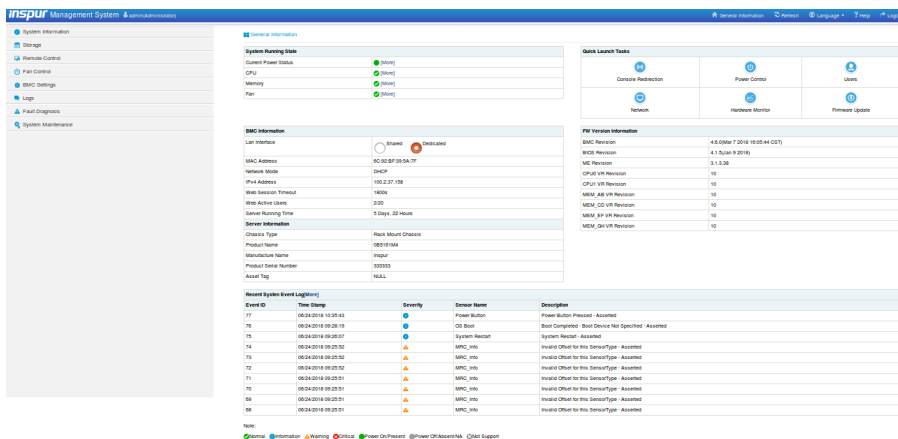 inspur Management System admin(Administrator)
General Information Refresh Language Help Logo
System Information
Storage
Remote Control
Fan Control
BMC Settings
Logs
Fault Diagnosis
System Maintenance
General Information
System Running State
Current Power Status [More]
CPU [More]
Memory [More]
Fan [More]
Quick Launch Tasks
Console Redirection Power Control Users
Network Hardware Monitor Firmware Update
BMC Information
Lan Interface Shared Dedicated
MAC Address 6C:92:BF:39:9A:7F
Network Mode DHCP
IPv4 Address 100.2.37.158
Web Session Timeout 1800s
Web Active Users 2/20
Server Running Time 5 Days, 22 Hours
Server Information
Chassis Type Rack Mount Chassis
Product Name
Manufacture Name Inspur
Product Serial Number 333333
Asset Tag NULL
FW Version Information
BMC Revision 4.6.0(Mar 7 2018 16:05:44 CST)
BIOS Revision 4.1.5(Jan 9 2018)
ME Revision 3.1.3.38
CPU0 VR Revision 10
CPU1 VR Revision 10
MEM_AB VR Revision 10
MEM_CD VR Revision 10
MEM_EF VR Revision 10
MEM_GH VR Revision 10
Recent System Event Log[More]
Event ID Time Stamp Severity Sensor Name Description
77 06/24/2018 10:35:43 Power Button Power Button Pressed - Asserted
76 06/24/2018 09:28:19 OS Boot Boot Completed - Boot Device Not Specified - Asserted
75 06/24/2018 09:26:07 System Restart System Restart - Asserted
74 06/24/2018 09:25:52 MRC_Info Invalid Offset for this SensorType - Asserted
73 06/24/2018 09:25:52 MRC_Info Invalid Offset for this SensorType - Asserted
72 06/24/2018 09:25:52 MRC_Info Invalid Offset for this SensorType - Asserted
71 06/24/2018 09:25:51 MRC_Info Invalid Offset for this SensorType - Asserted
70 06/24/2018 09:25:51 MRC_Info Invalid Offset for this SensorType - Asserted
69 06/24/2018 09:25:51 MRC_Info Invalid Offset for this SensorType - Asserted
68 06/24/2018 09:25:51 MRC_Info Invalid Offset for this SensorType - Asserted
Note:
Normal Information Warning Critical Power On/Present Power Off/Absent/NA Not Support